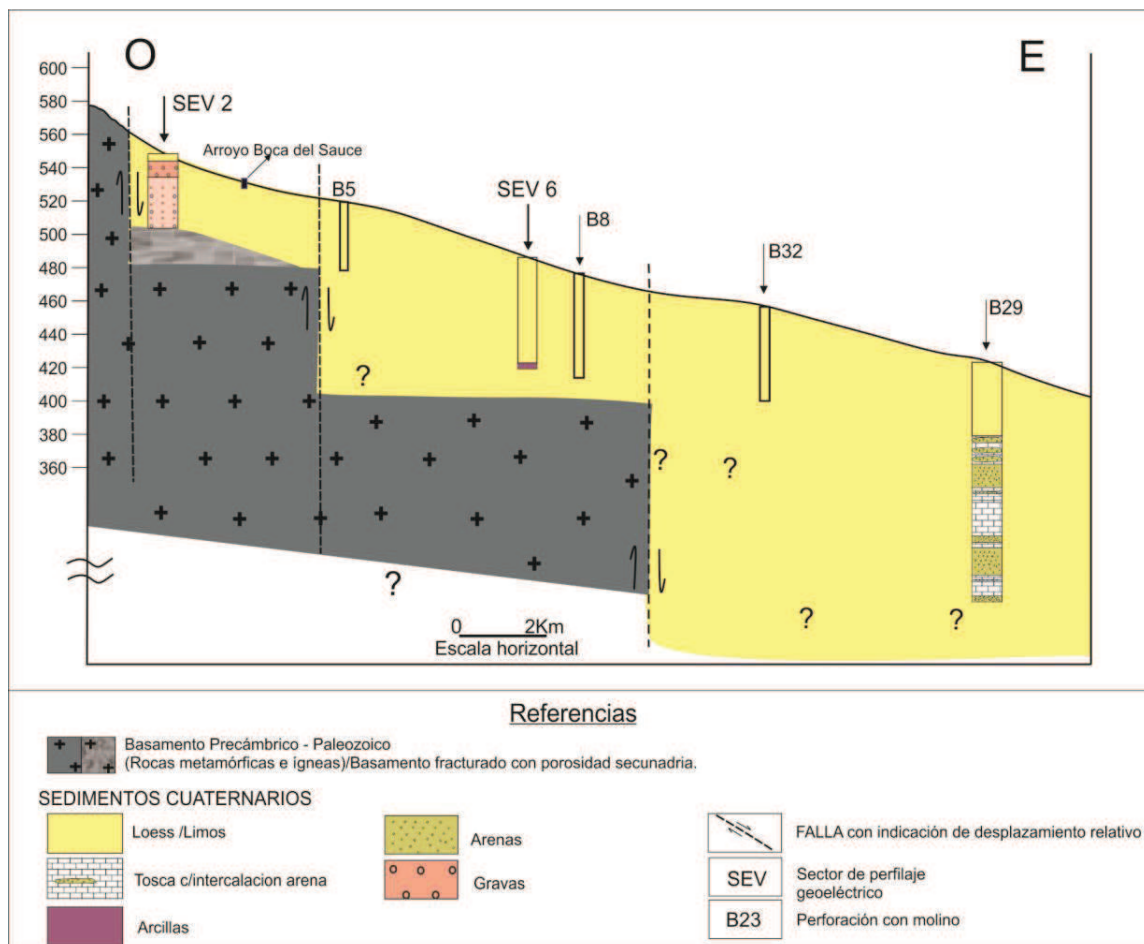 O
E
600
580
560
540
520
500
480
460
440
420
400
380
360
SEV 2
Arroyo Boca del Sauce
B5
SEV 6
B8
B32
B29
?
?
?
?
?
?
0 2Km
Escala horizontal
Referencias
Basamento Precámbrico - Paleozoico
(Rocas metamórficas e ígneas)/Basamento fracturado con porosidad secunadria.
SEDIMENTOS CUATERNARIOS
Loess /Limos
Tosca c/intercalacion arena
Arcillas
Arenas
Gravas
FALLA con indicación de desplazamiento relativo
SEV Sector de perfilaje
geoeléctrico
B23 Perforación con molino